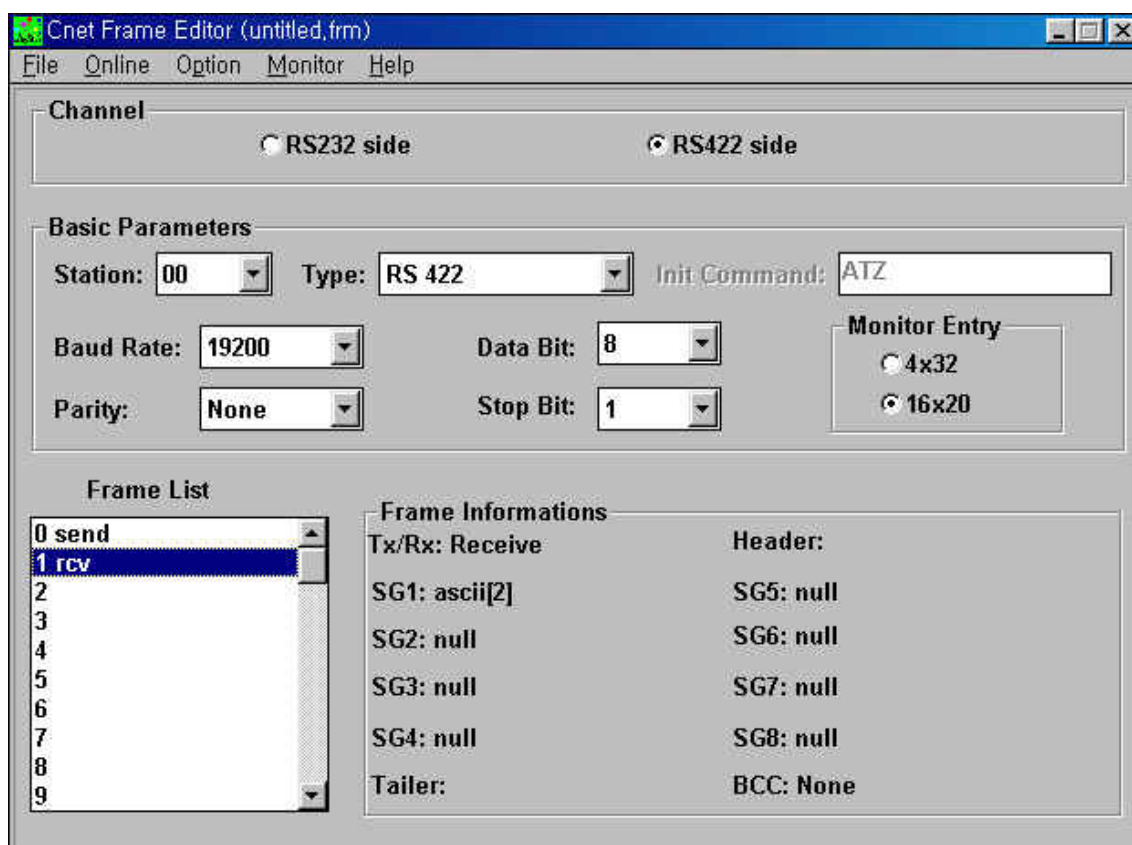 Cnet Frame Editor (untitled,frm)
File Online Option Monitor Help
Channel
RS232 side RS422 side
Basic Parameters
Station: 00 Type: RS 422 Init Command: ATZ
Baud Rate: 19200 Data Bit: 8 Monitor Entry
4x32
Parity: None Stop Bit: 1 16x20
Frame List
0 send
1 rcv
2
3
4
5
6
7
8
9
Frame Informations
Tx/Rx: Receive Header:
SG1: ascii[2] SG5: null
SG2: null SG6: null
SG3: null SG7: null
SG4: null SG8: null
Tailer: BCC: None